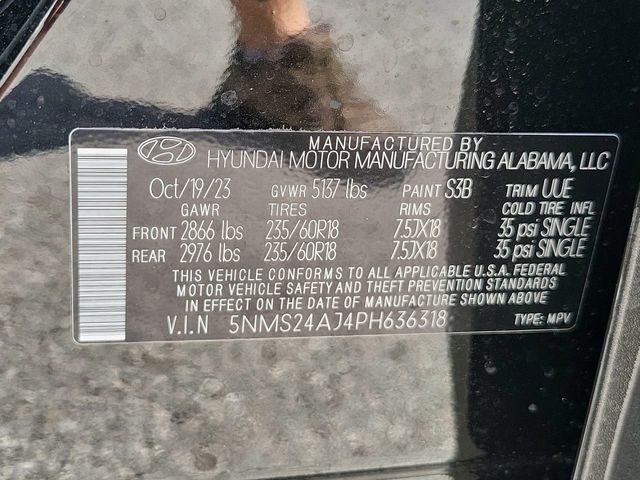 MANUFACTURED BY
HYUNDAI MOTOR MANUFACTURING ALABAMA, LLC
Oct/19/23 GVWR 5137 lbs PAINT S3B TRIM UUE
GAWR TIRES RIMS COLD TIRE INFL
FRONT 2866 lbs 235/60R18 7.5JX18 35 psi SINGLE
REAR 2976 lbs 235/60R18 7.5JX18 35 psi SINGLE
THIS VEHICLE CONFORMS TO ALL APPLICABLE U.S.A. FEDERAL
MOTOR VEHICLE SAFETY AND THEFT PREVENTION STANDARDS
IN EFFECT ON THE DATE OF MANUFACTURE SHOWN ABOVE
V.I.N 5NMS24AJ4PH636318 TYPE: MPV